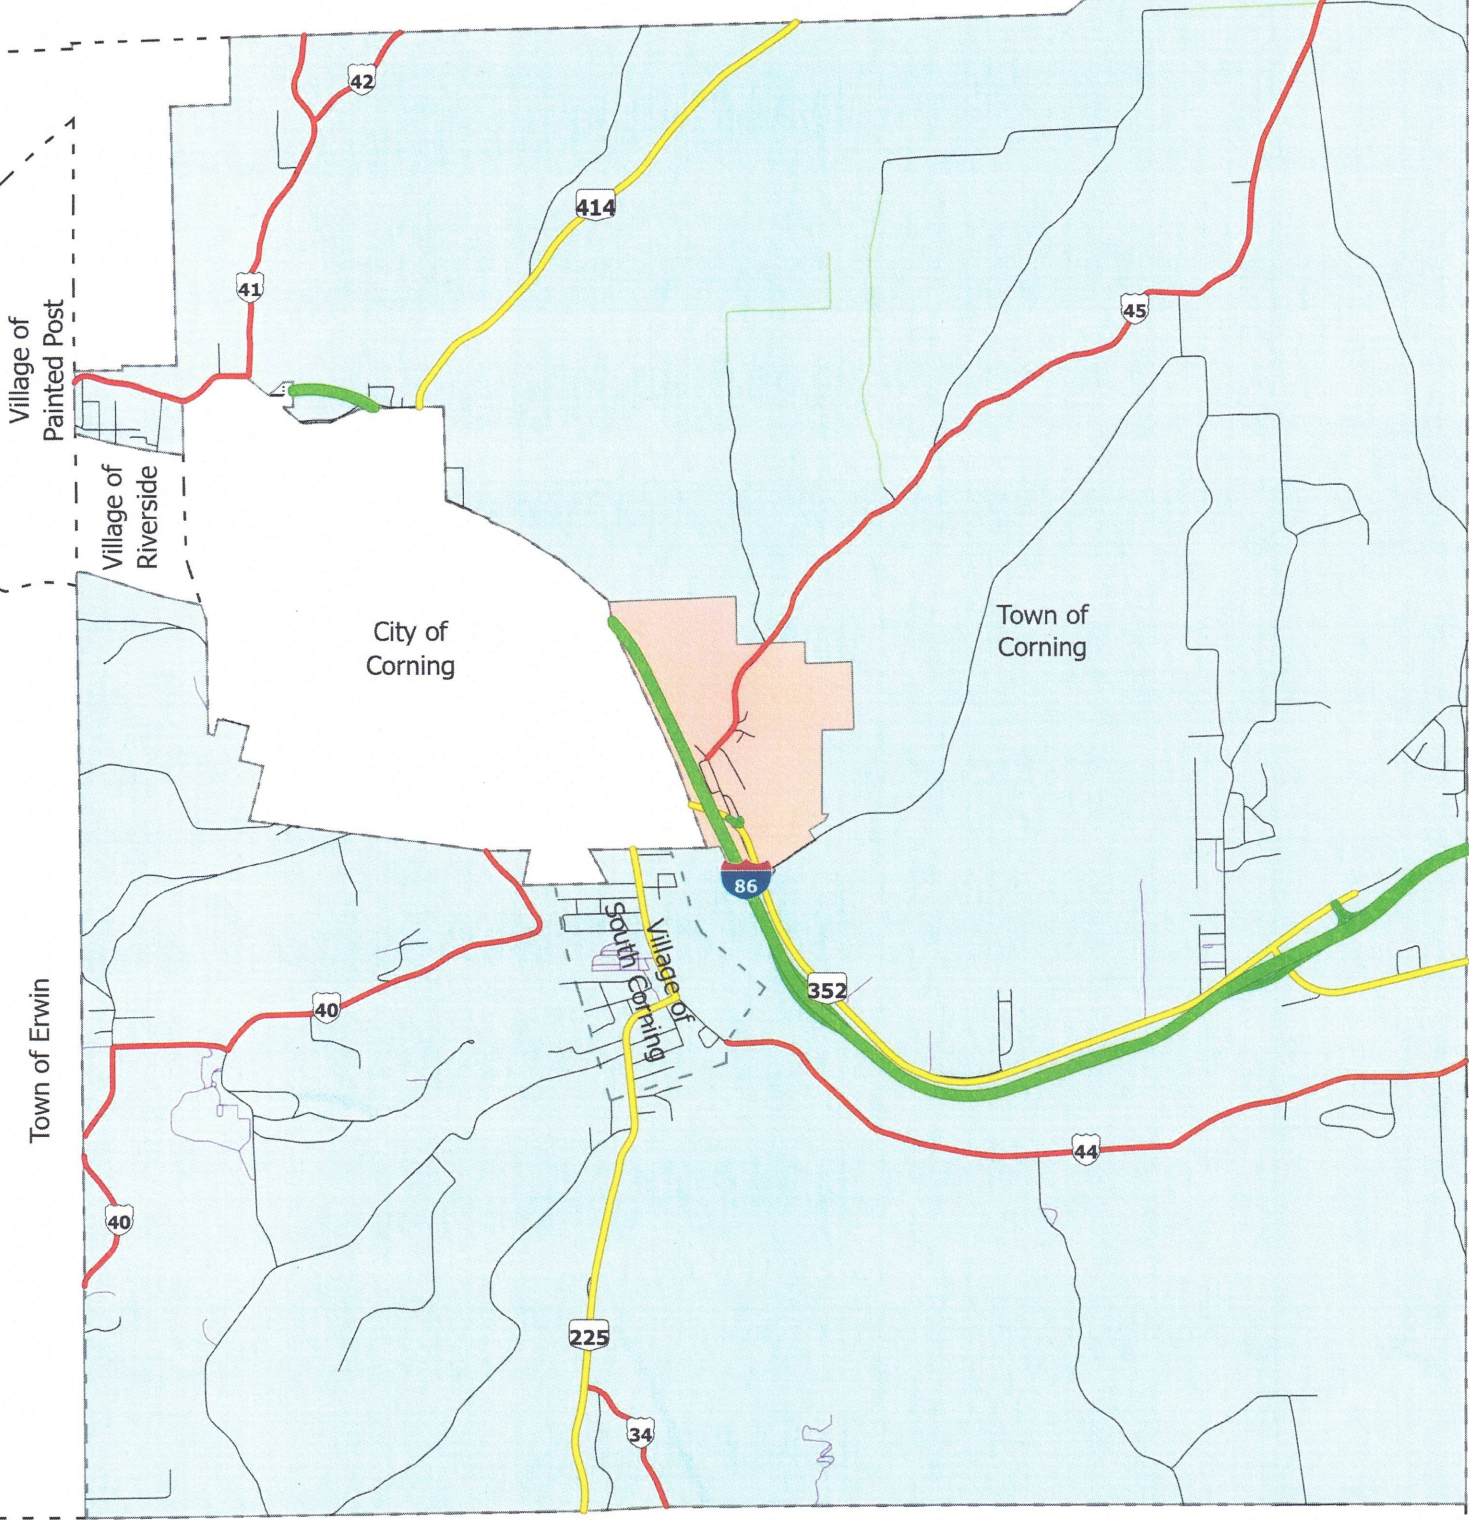 42
414
41
45
Village of
Painted Post
Village of
Riverside
City of
Corning
Town of
Corning
86
Village of
South Corning
352
40
Town of Erwin
44
40
225
34